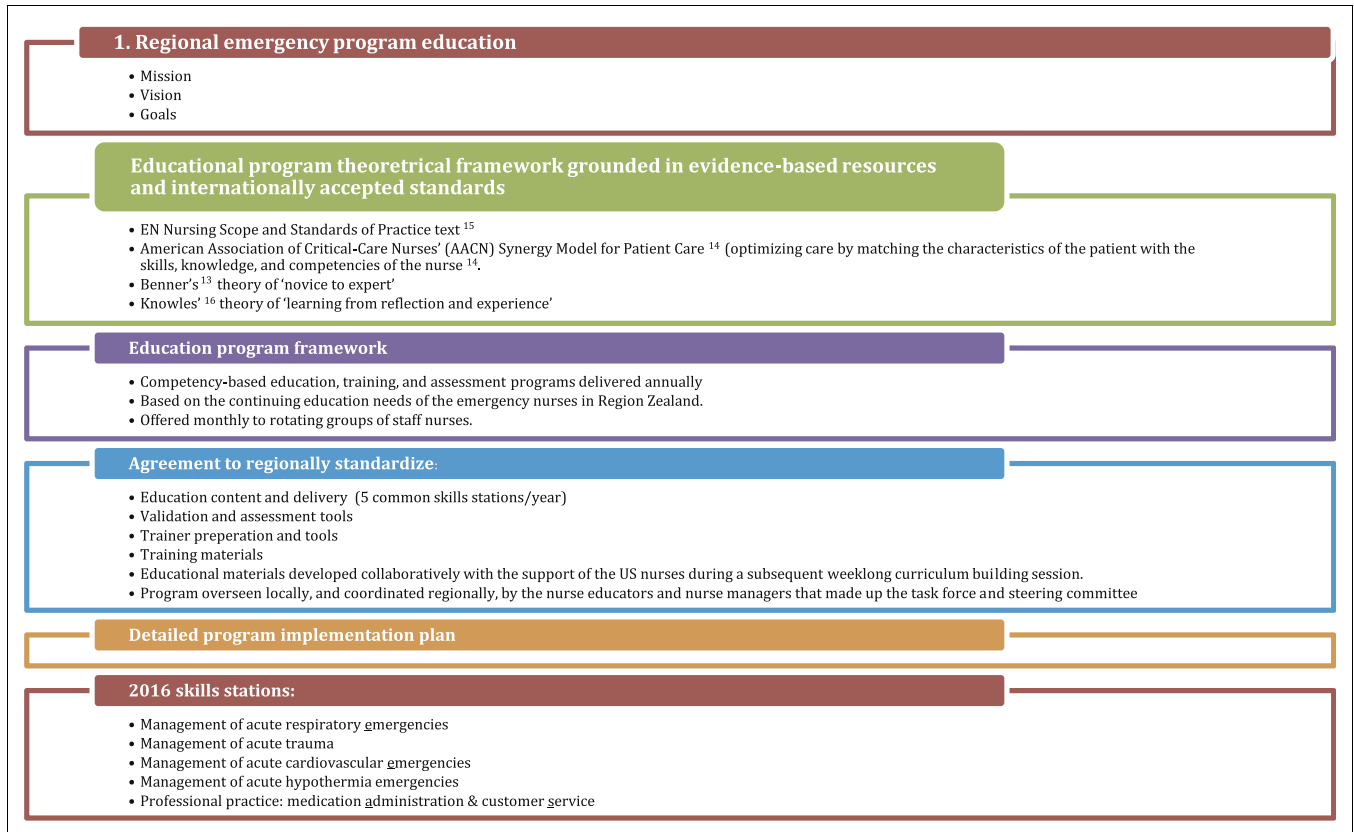 1. Regional emergency program education
• Mission
• Vision
• Goals
Educational program theoretrical framework grounded in evidence-based resources
and internationally accepted standards
• EN Nursing Scope and Standards of Practice text 15
• American Association of Critical-Care Nurses’ (AACN) Synergy Model for Patient Care 14 (optimizing care by matching the characteristics of the patient with the
skills, knowledge, and competencies of the nurse 14.
• Benner’s 13 theory of ‘novice to expert’
• Knowles’ 16 theory of ‘learning from reflection and experience’
Education program framework
• Competency-based education, training, and assessment programs delivered annually
• Based on the continuing education needs of the emergency nurses in Region Zealand.
• Offered monthly to rotating groups of staff nurses.
Agreement to regionally standardize:
• Education content and delivery (5 common skills stations/year)
• Validation and assessment tools
• Trainer preperation and tools
• Training materials
• Educational materials developed collaboratively with the support of the US nurses during a subsequent weeklong curriculum building session.
• Program overseen locally, and coordinated regionally, by the nurse educators and nurse managers that made up the task force and steering committee
Detailed program implementation plan
2016 skills stations:
• Management of acute respiratory emergencies
• Management of acute trauma
• Management of acute cardiovascular emergencies
• Management of acute hypothermia emergencies
• Professional practice: medication administration & customer service